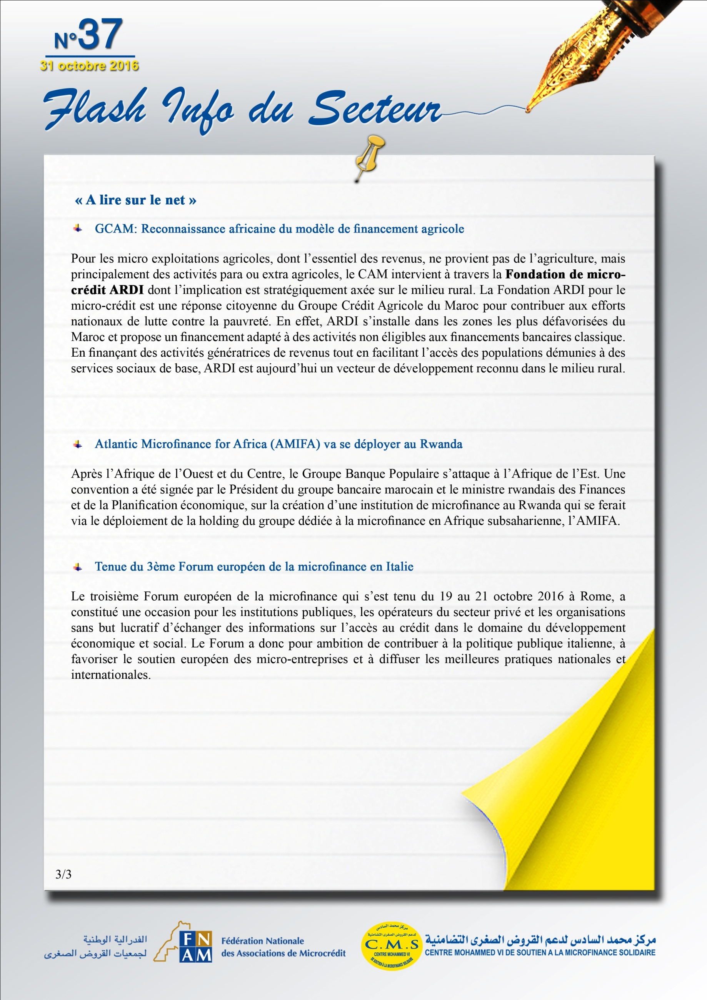 N°37
31 octobre 2016
Flash Info du Secteur
« A lire sur le net »
GCAM: Reconnaissance africaine du modèle de financement agricole
Pour les micro exploitations agricoles, dont l’essentiel des revenus, ne provient pas de l’agriculture, mais
principalement des activités para ou extra agricoles, le CAM intervient à travers la Fondation de micro-
crédit ARDI dont l’implication est stratégiquement axée sur le milieu rural. La Fondation ARDI pour le
micro-crédit est une réponse citoyenne du Groupe Crédit Agricole du Maroc pour contribuer aux efforts
nationaux de lutte contre la pauvreté. En effet, ARDI s’installe dans les zones les plus défavorisées du
Maroc et propose un financement adapté à des activités non éligibles aux financements bancaires classique.
En finançant des activités génératrices de revenus tout en facilitant l’accès des populations démunies à des
services sociaux de base, ARDI est aujourd’hui un vecteur de développement reconnu dans le milieu rural.
Atlantic Microfinance for Africa (AMIFA) va se déployer au Rwanda
Après l’Afrique de l’Ouest et du Centre, le Groupe Banque Populaire s’attaque à l’Afrique de l’Est. Une
convention a été signée par le Président du groupe bancaire marocain et le ministre rwandais des Finances
et de la Planification économique, sur la création d’une institution de microfinance au Rwanda qui se ferait
via le déploiement de la holding du groupe dédiée à la microfinance en Afrique subsaharienne, l’AMIFA.
Tenue du 3ème Forum européen de la microfinance en Italie
Le troisième Forum européen de la microfinance qui s’est tenu du 19 au 21 octobre 2016 à Rome, a
constitué une occasion pour les institutions publiques, les opérateurs du secteur privé et les organisations
sans but lucratif d’échanger des informations sur l’accès au crédit dans le domaine du développement
économique et social. Le Forum a donc pour ambition de contribuer à la politique publique italienne, à
favoriser le soutien européen des micro-entreprises et à diffuser les meilleures pratiques nationales et
internationales.
3/3
الفدرالية الوطنية
لجمعيات القروض الصغرى
FN
AM
Fédération Nationale
des Associations de Microcrédit
مركز محمد السادس
لدعم القروض الصغرى التضامنية
C.M.S
CENTRE MOHAMMED VI
DE SOUTIEN À LA MICROFINANCE SOLIDAIRE
مركز محمد السادس لدعم القروض الصغرى التضامنية
CENTRE MOHAMMED VI DE SOUTIEN A LA MICROFINANCE SOLIDAIRE